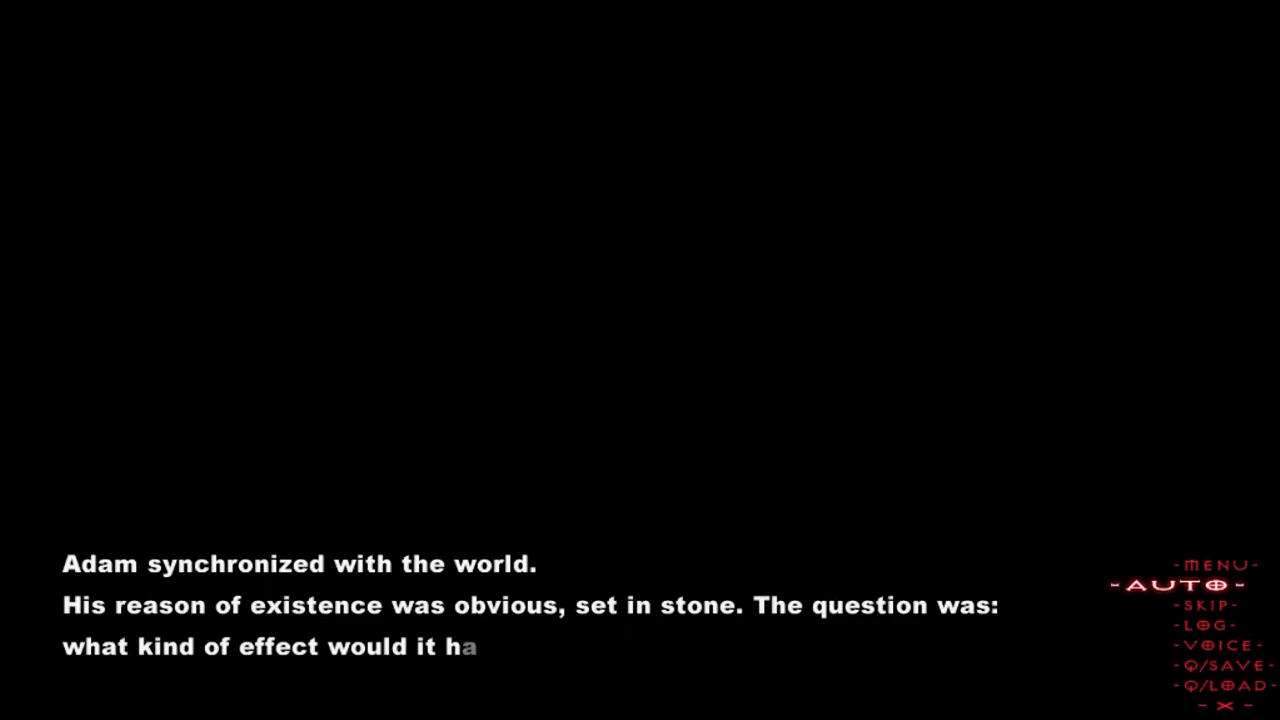 Adam synchronized with the world.
His reason of existence was obvious, set in stone. The question was:
what kind of effect would it ha
-MENU-
-AUTO-
-SKIP-
-LOG-
-VOICE-
-Q/SAVE-
-Q/LOAD-
-X-